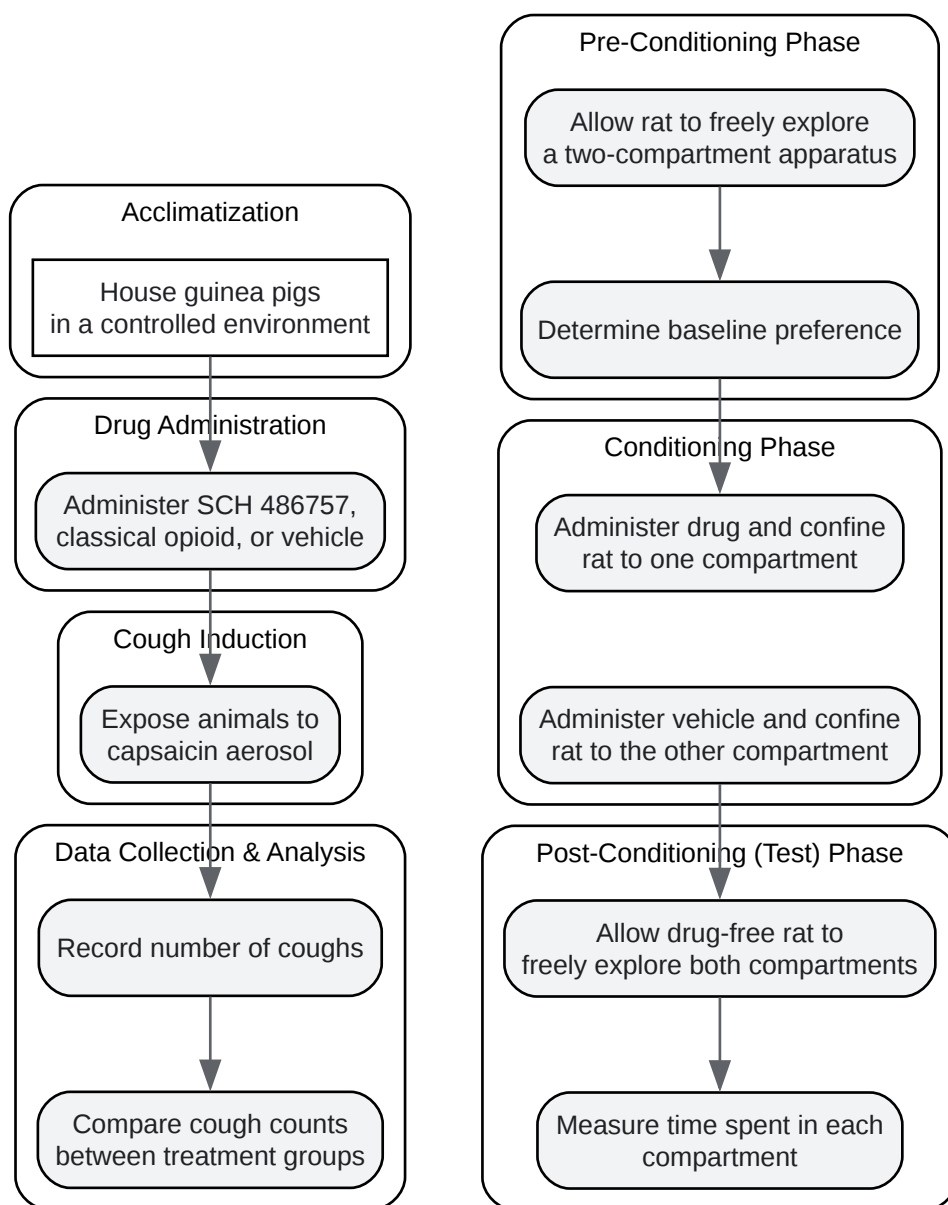 Acclimatization
House guinea pigs
in a controlled environment
Drug Administration
Administer SCH 486757,
classical opioid, or vehicle
Cough Induction
Expose animals to
capsaicin aerosol
Data Collection & Analysis
Record number of coughs
Compare cough counts
between treatment groups
Pre-Conditioning Phase
Allow rat to freely explore
a two-compartment apparatus
Determine baseline preference
Conditioning Phase
Administer drug and confine
rat to one compartment
Administer vehicle and confine
rat to the other compartment
Post-Conditioning (Test) Phase
Allow drug-free rat to
freely explore both compartments
Measure time spent in each
compartment